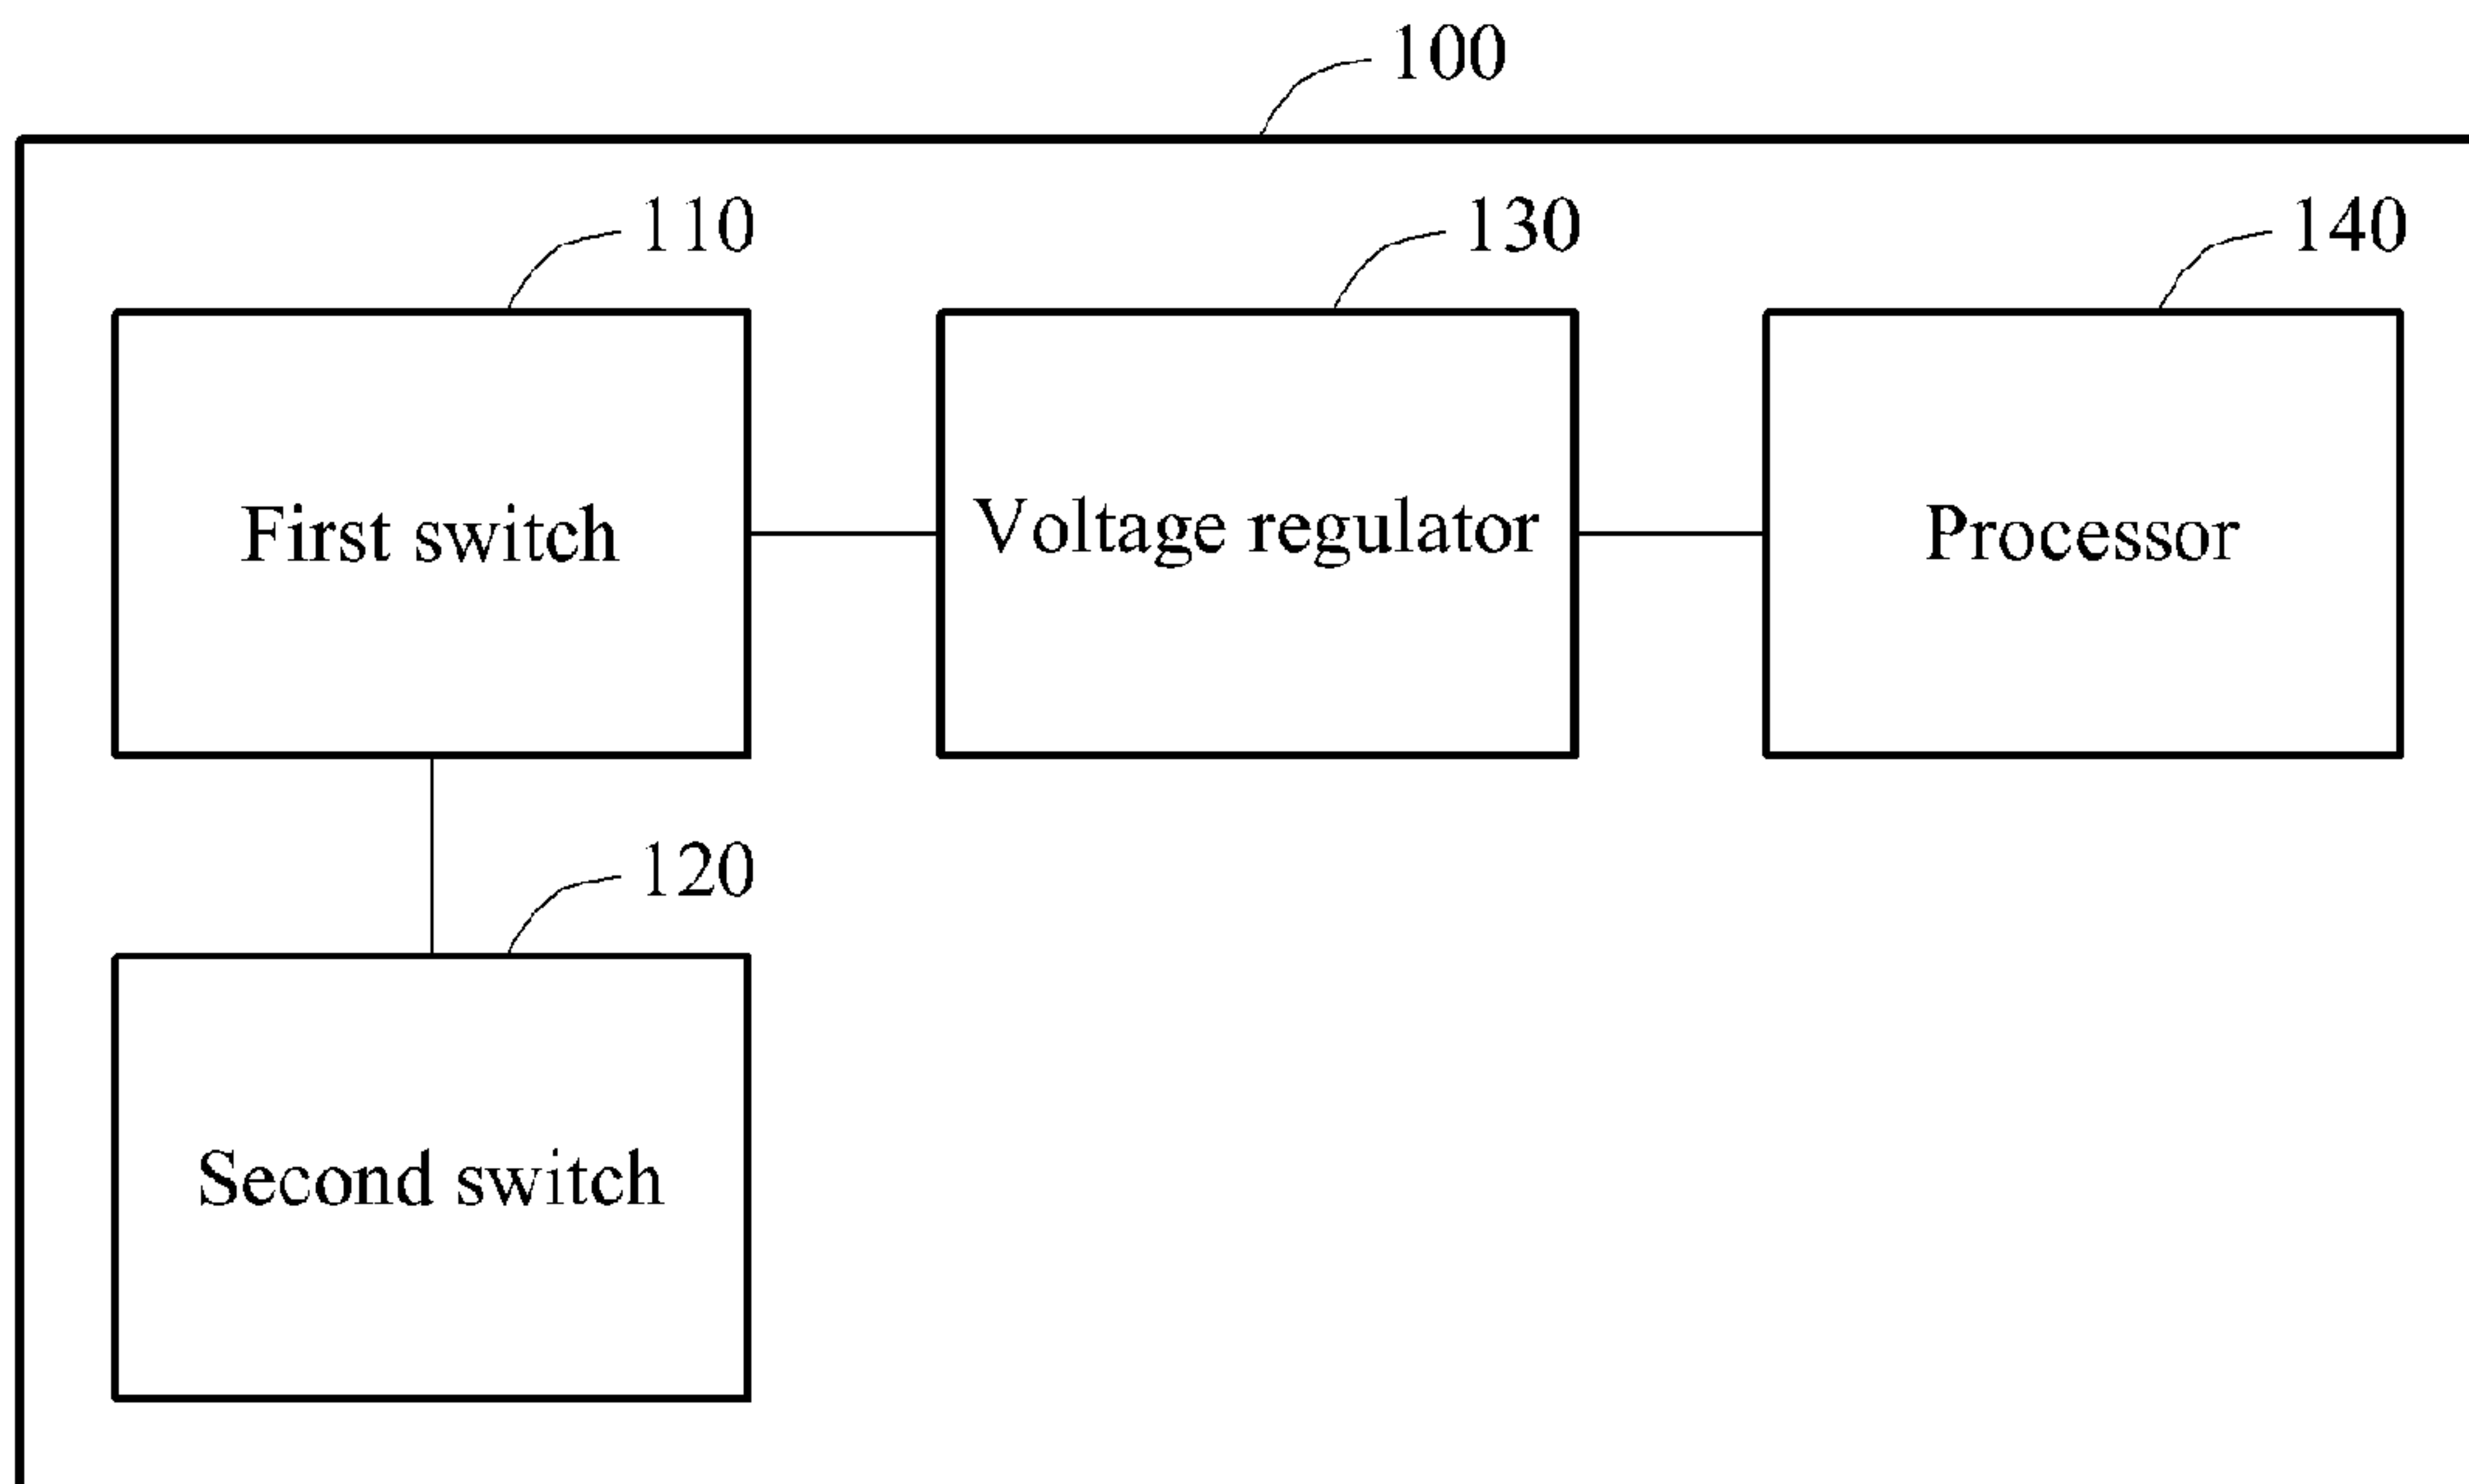 100
110
130
140
First switch
Voltage regulator
Processor
120
Second switch